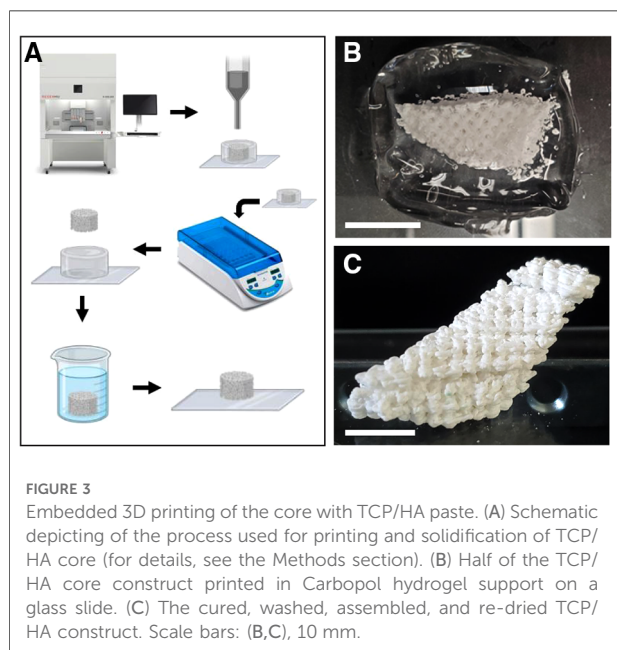 A
B
C
FIGURE 3
Embedded 3D printing of the core with TCP/HA paste. (A) Schematic
depicting of the process used for printing and solidification of TCP/
HA core (for details, see the Methods section). (B) Half of the TCP/
HA core construct printed in Carbopol hydrogel support on a
glass slide. (C) The cured, washed, assembled, and re-dried TCP/
HA construct. Scale bars: (B,C), 10 mm.